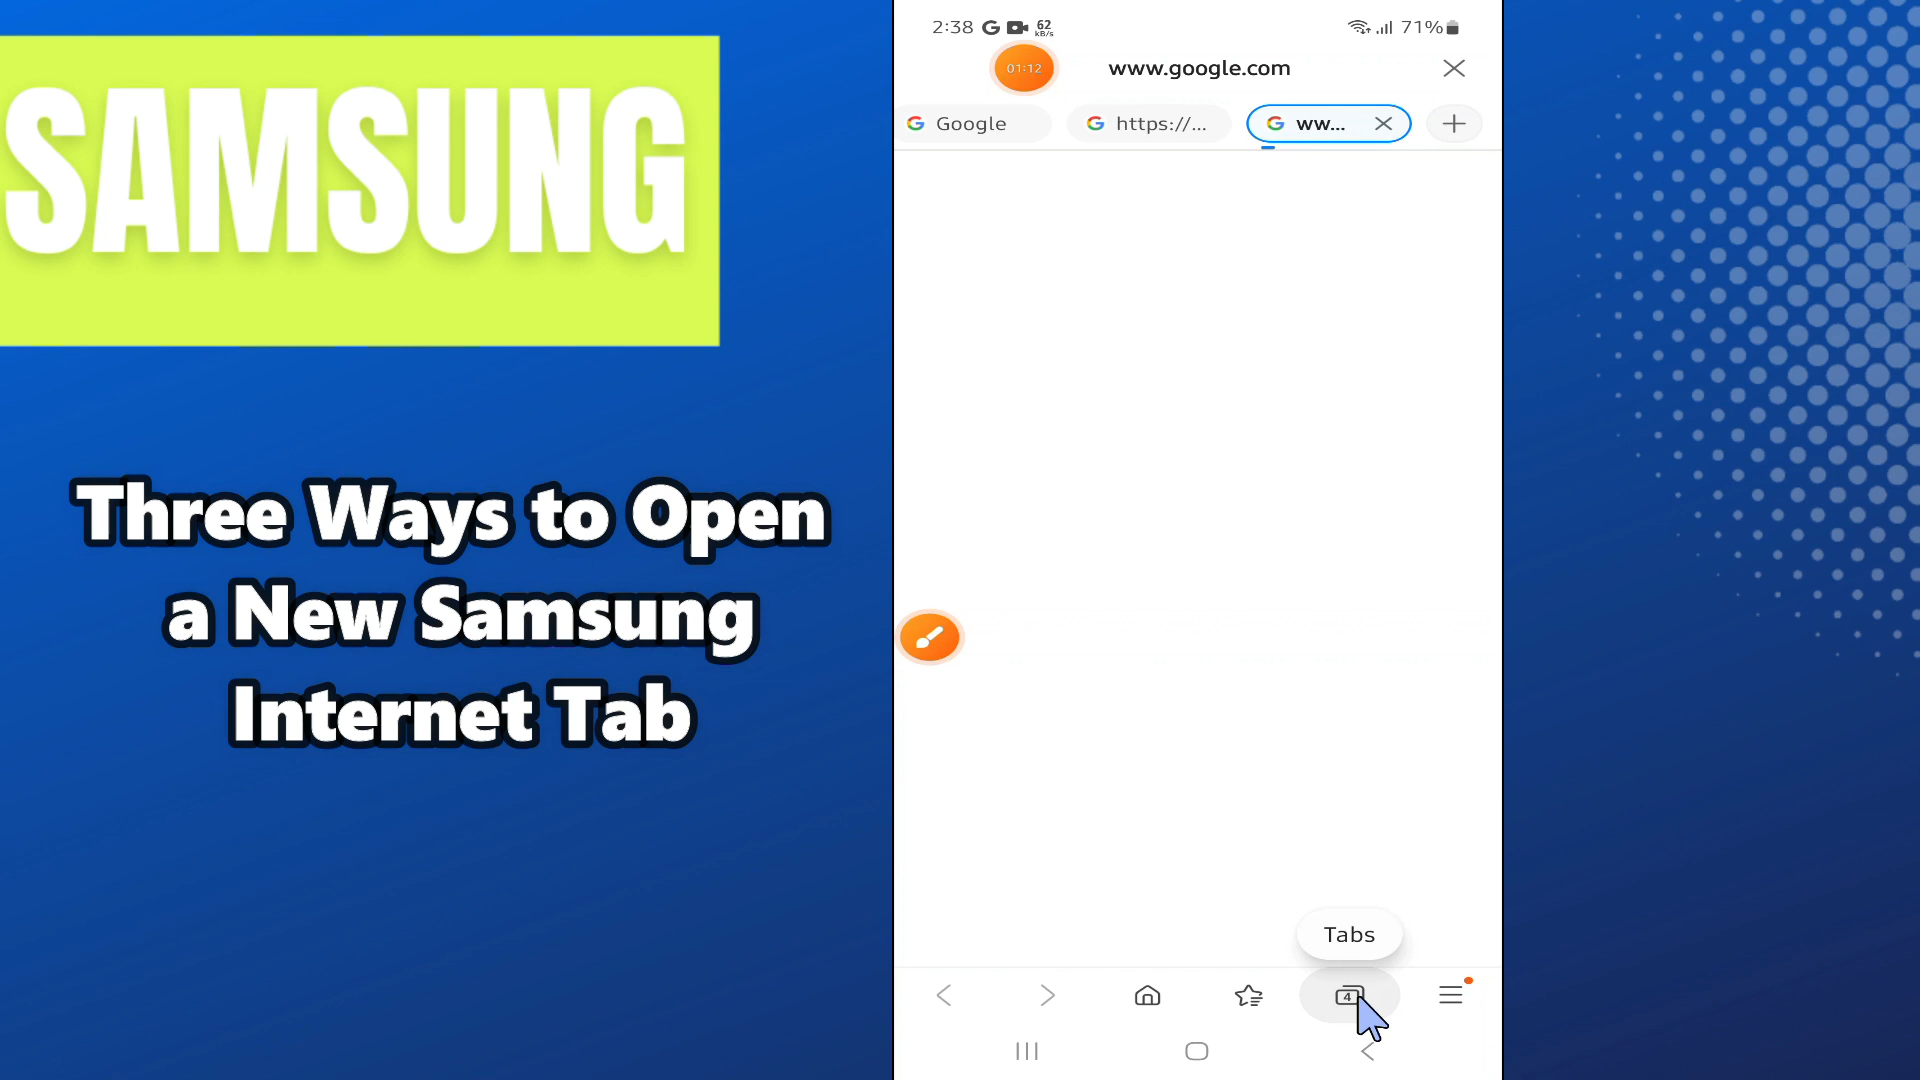 SAMSUNG
Three Ways to Open
a New Samsung
Internet Tab
2:38 G 62 kB/s 71%
01:12 www.google.com
Google https://... ww...
Tabs
4